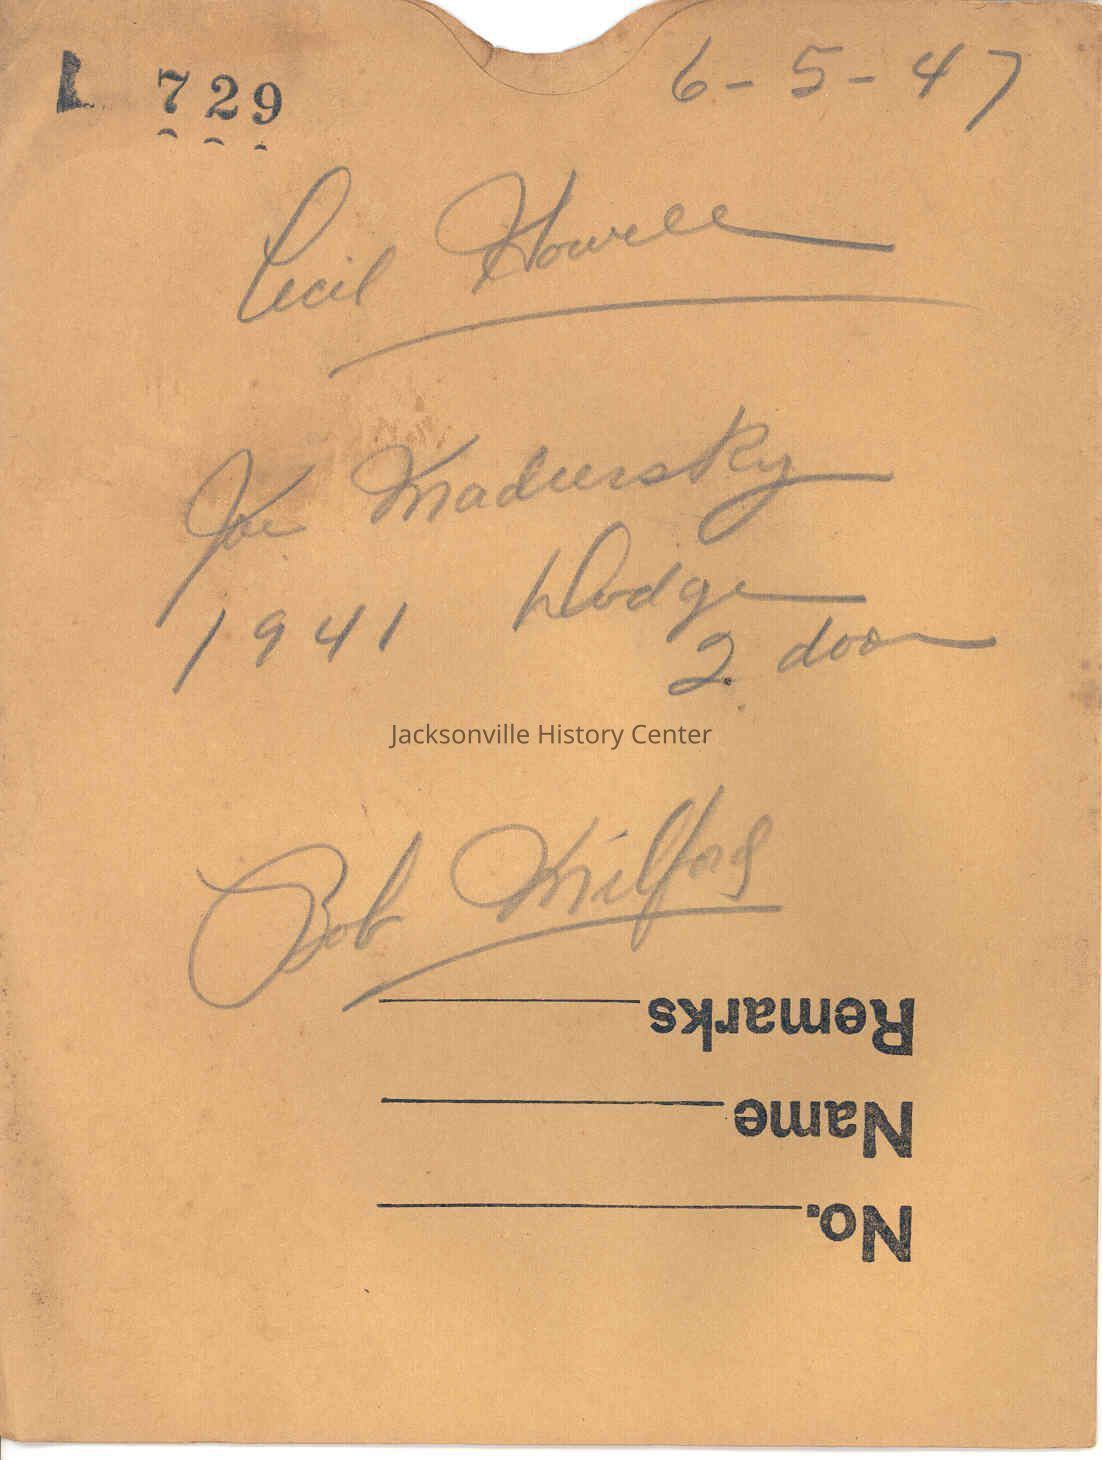 L 729
6-5-47
Cecil Howell
Joe Madursky
1941 Dodge
2 door
Jacksonville History Center
Bob Milford
Remarks
Name
No.